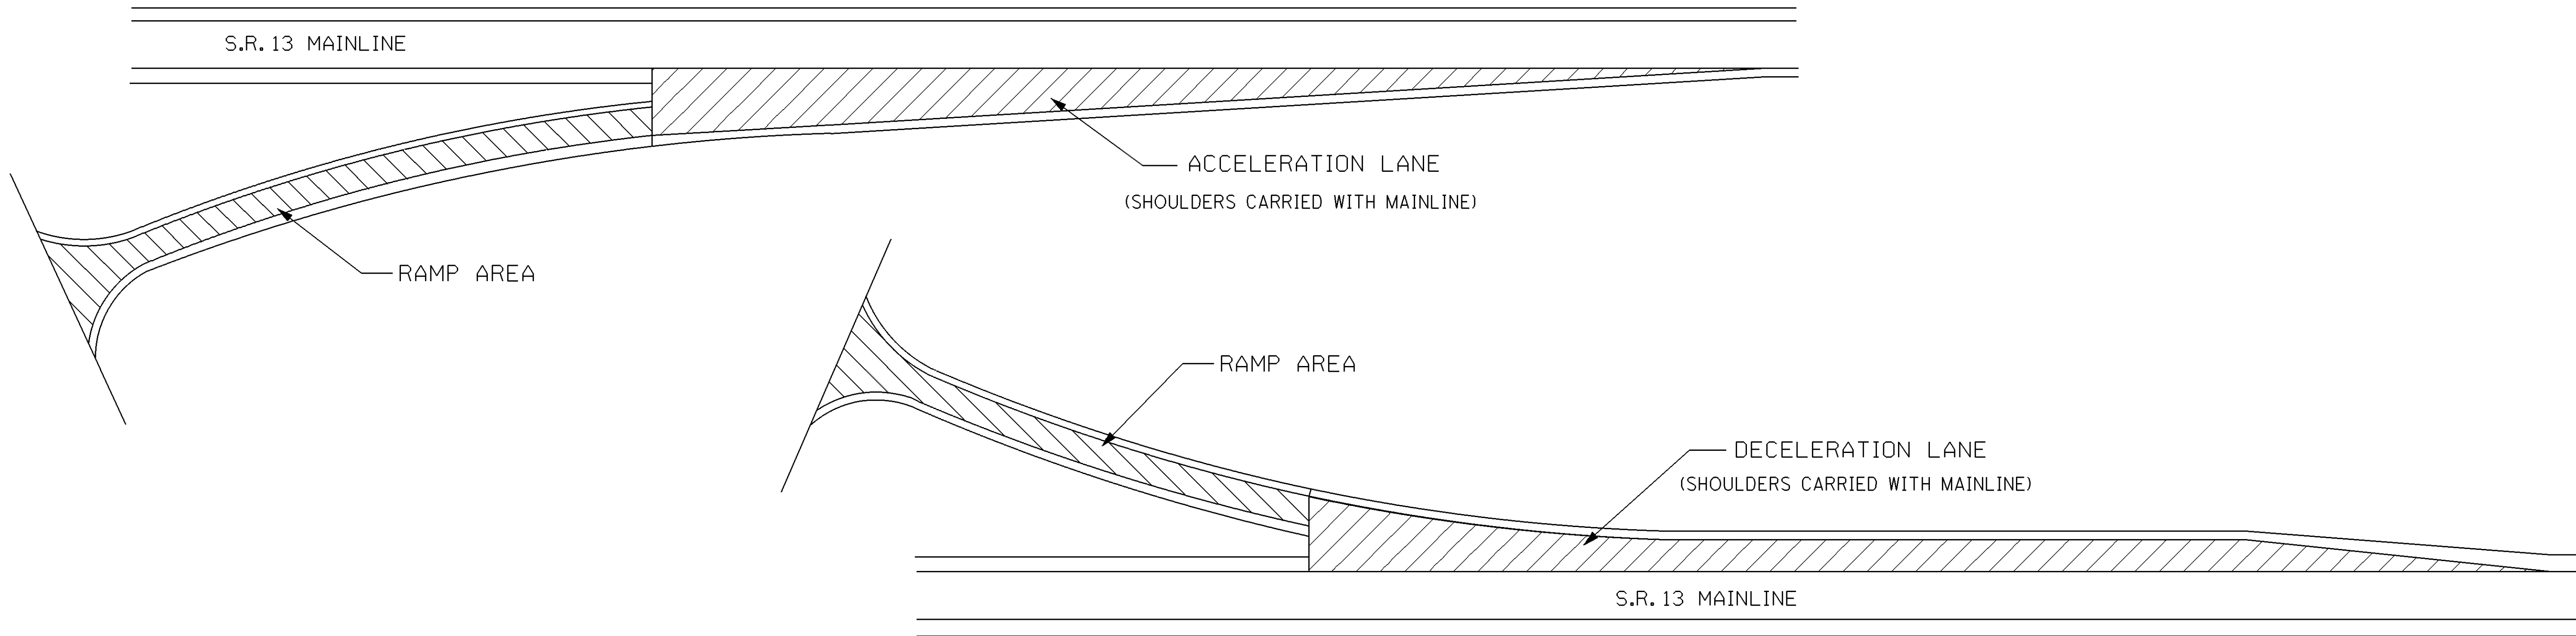 S.R. 13 MAINLINE
ACCELERATION LANE
(SHOULDERS CARRIED WITH MAINLINE)
RAMP AREA
RAMP AREA
DECELERATION LANE
(SHOULDERS CARRIED WITH MAINLINE)
S.R. 13 MAINLINE